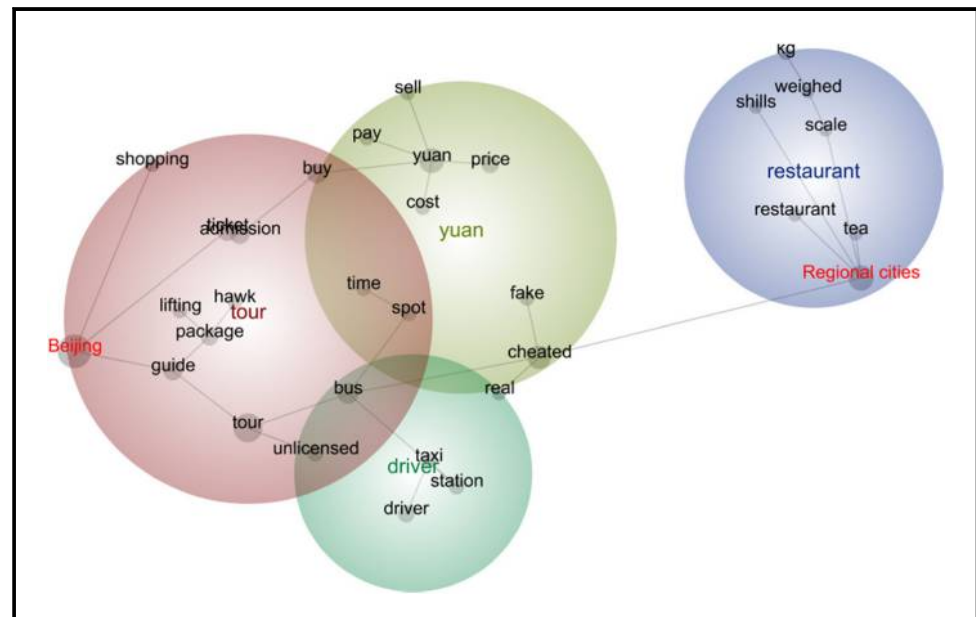 кg
weighed
sell
shills
scale
pay
shopping
yuan
price
buy
restaurant
cost
restaurant
ticket
admission
yuan
tea
Regional cities
time
fake
hawk
lifting
spot
tour
package
Beijing
cheated
guide
bus
real
tour
unlicensed
taxi
driver
station
driver